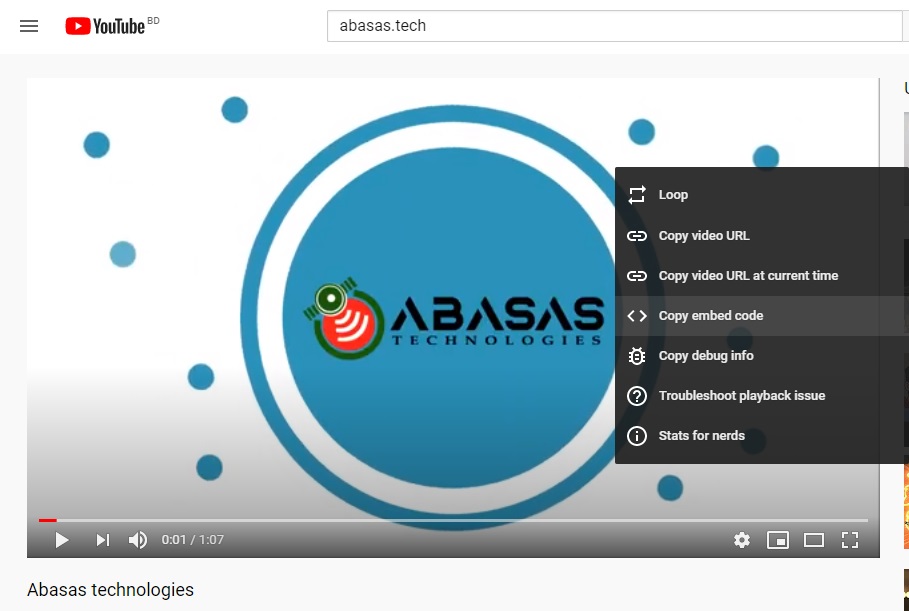 YouTube BD
abasas.tech
ABASAS
TECHNOLOGIES
Loop
Copy video URL
Copy video URL at current time
Copy embed code
Copy debug info
Troubleshoot playback issue
Stats for nerds
0:01 / 1:07
Abasas technologies